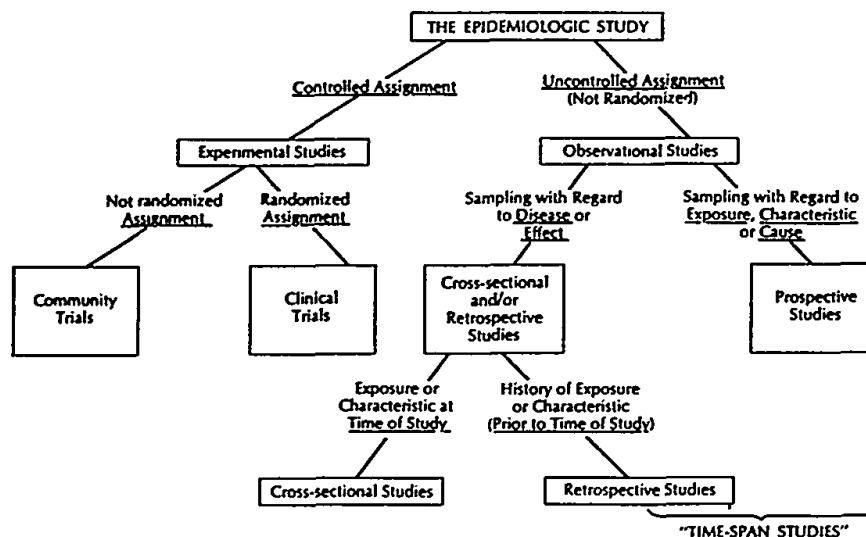 THE EPIDEMIOLOGIC STUDY
Controlled Assignment
Uncontrolled Assignment
(Not Randomized)
Experimental Studies
Observational Studies
Not randomized
Assignment
Randomized
Assignment
Sampling with Regard
to Disease or
Effect
Sampling with Regard to
Exposure, Characteristic
or Cause
Community
Trials
Clinical
Trials
Cross-sectional
and/or
Retrospective
Studies
Prospective
Studies
Exposure or
Characteristic at
Time of Study
History of Exposure
or Characteristic
(Prior to Time of Study)
Cross-sectional Studies
Retrospective Studies
"TIME-SPAN STUDIES"